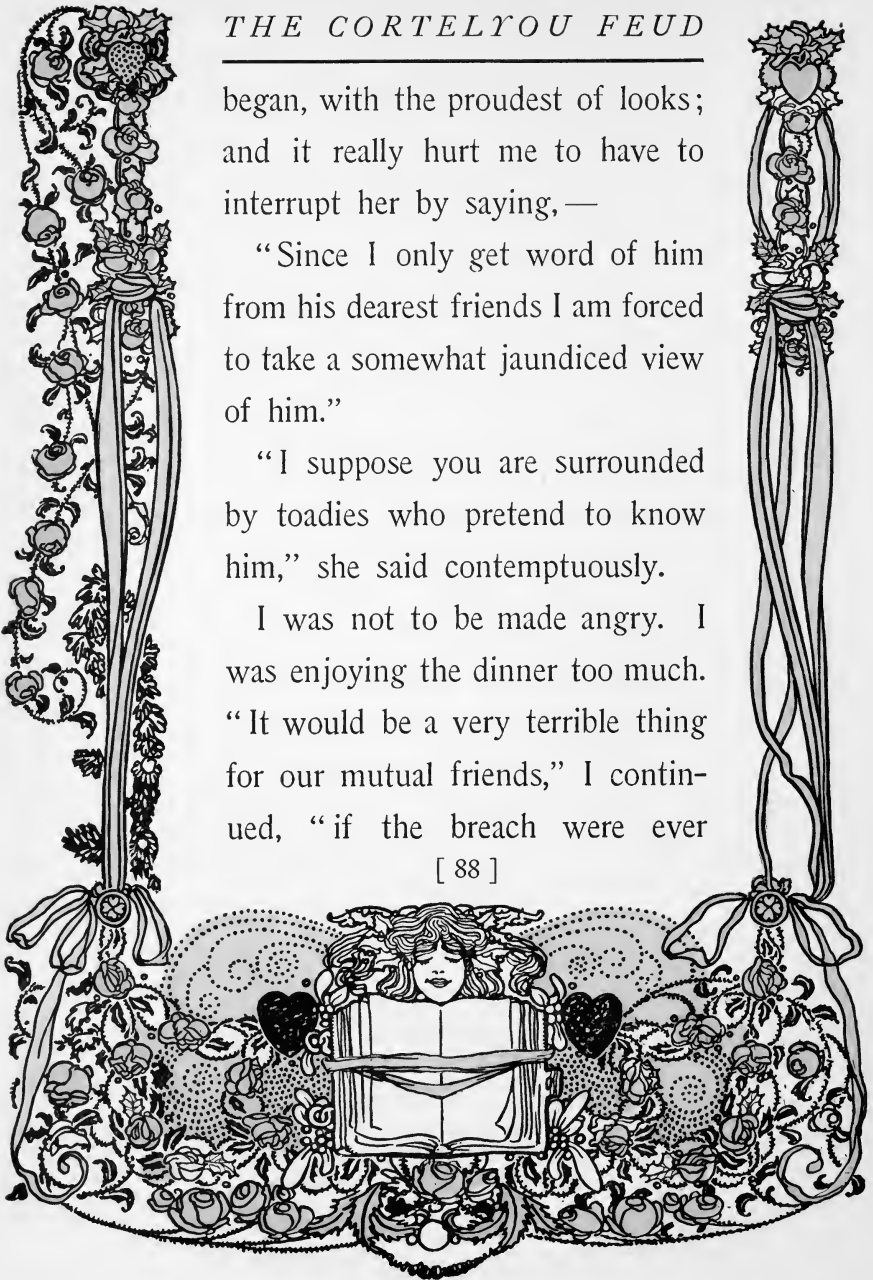 THE CORTELYOU FEUD
began, with the proudest of looks;
and it really hurt me to have to
interrupt her by saying, —
“Since I only get word of him
from his dearest friends I am forced
to take a somewhat jaundiced view
of him.”
“I suppose you are surrounded
by toadies who pretend to know
him,” she said contemptuously.
I was not to be made angry. I
was enjoying the dinner too much.
“It would be a very terrible thing
for our mutual friends,” I contin-
ued, “if the breach were ever
[ 88 ]